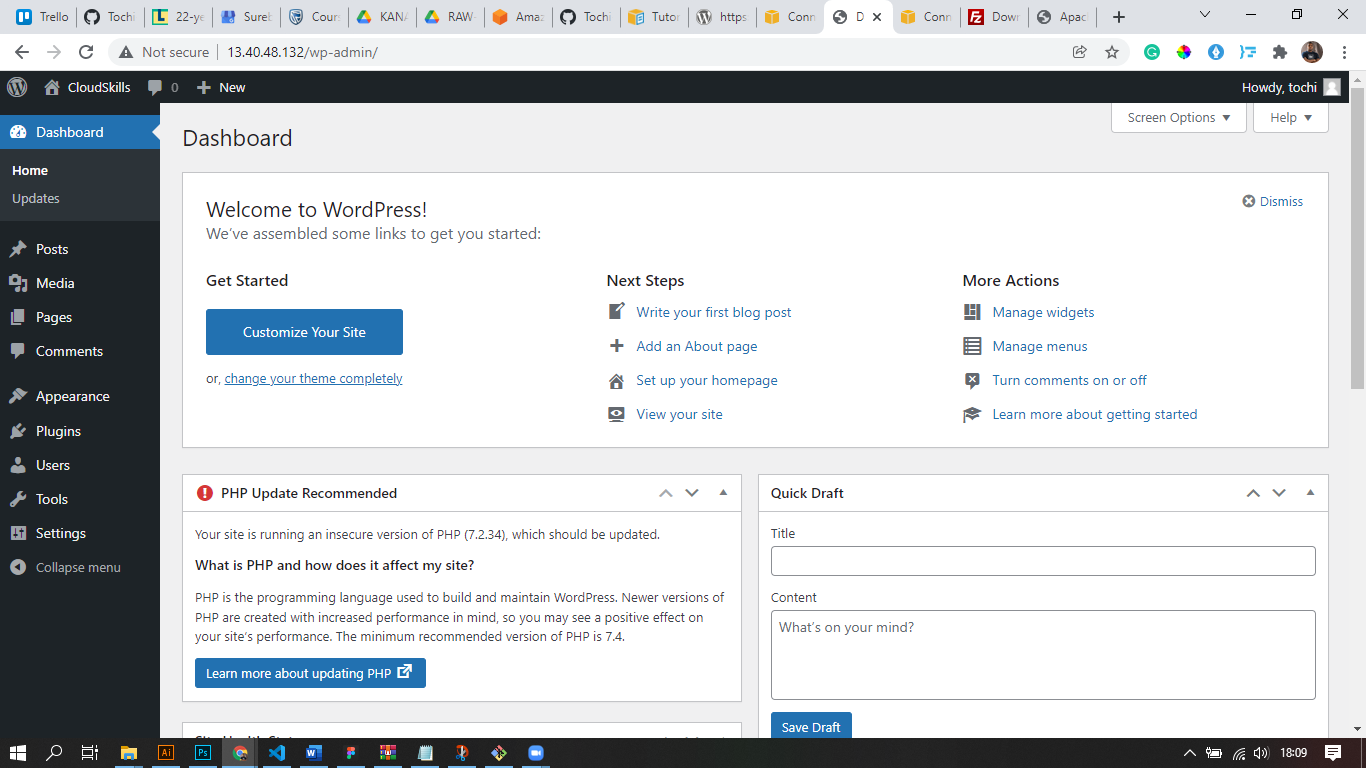 Trello
Tochi
22-ye
Sureb
Cours
KANA
RAW
Amaz
Tochi
Tutor
https
Conn
D
Conn
Down
Apac
Not secure
13.40.48.132/wp-admin/
CloudSkills
0
New
Howdy, tochi
Dashboard
Home
Updates
Posts
Media
Pages
Comments
Appearance
Plugins
Users
Tools
Settings
Collapse menu
Screen Options
Help
Dashboard
Welcome to WordPress!
We've assembled some links to get you started:
Dismiss
Get Started
Customize Your Site
or, change your theme completely
Next Steps
Write your first blog post
Add an About page
Set up your homepage
View your site
More Actions
Manage widgets
Manage menus
Turn comments on or off
Learn more about getting started
PHP Update Recommended
Your site is running an insecure version of PHP (7.2.34), which should be updated.
What is PHP and how does it affect my site?
PHP is the programming language used to build and maintain WordPress. Newer versions of
PHP are created with increased performance in mind, so you may see a positive effect on
your site's performance. The minimum recommended version of PHP is 7.4.
Learn more about updating PHP
Quick Draft
Title
Content
What's on your mind?
Save Draft
Ai
Ps
18:09